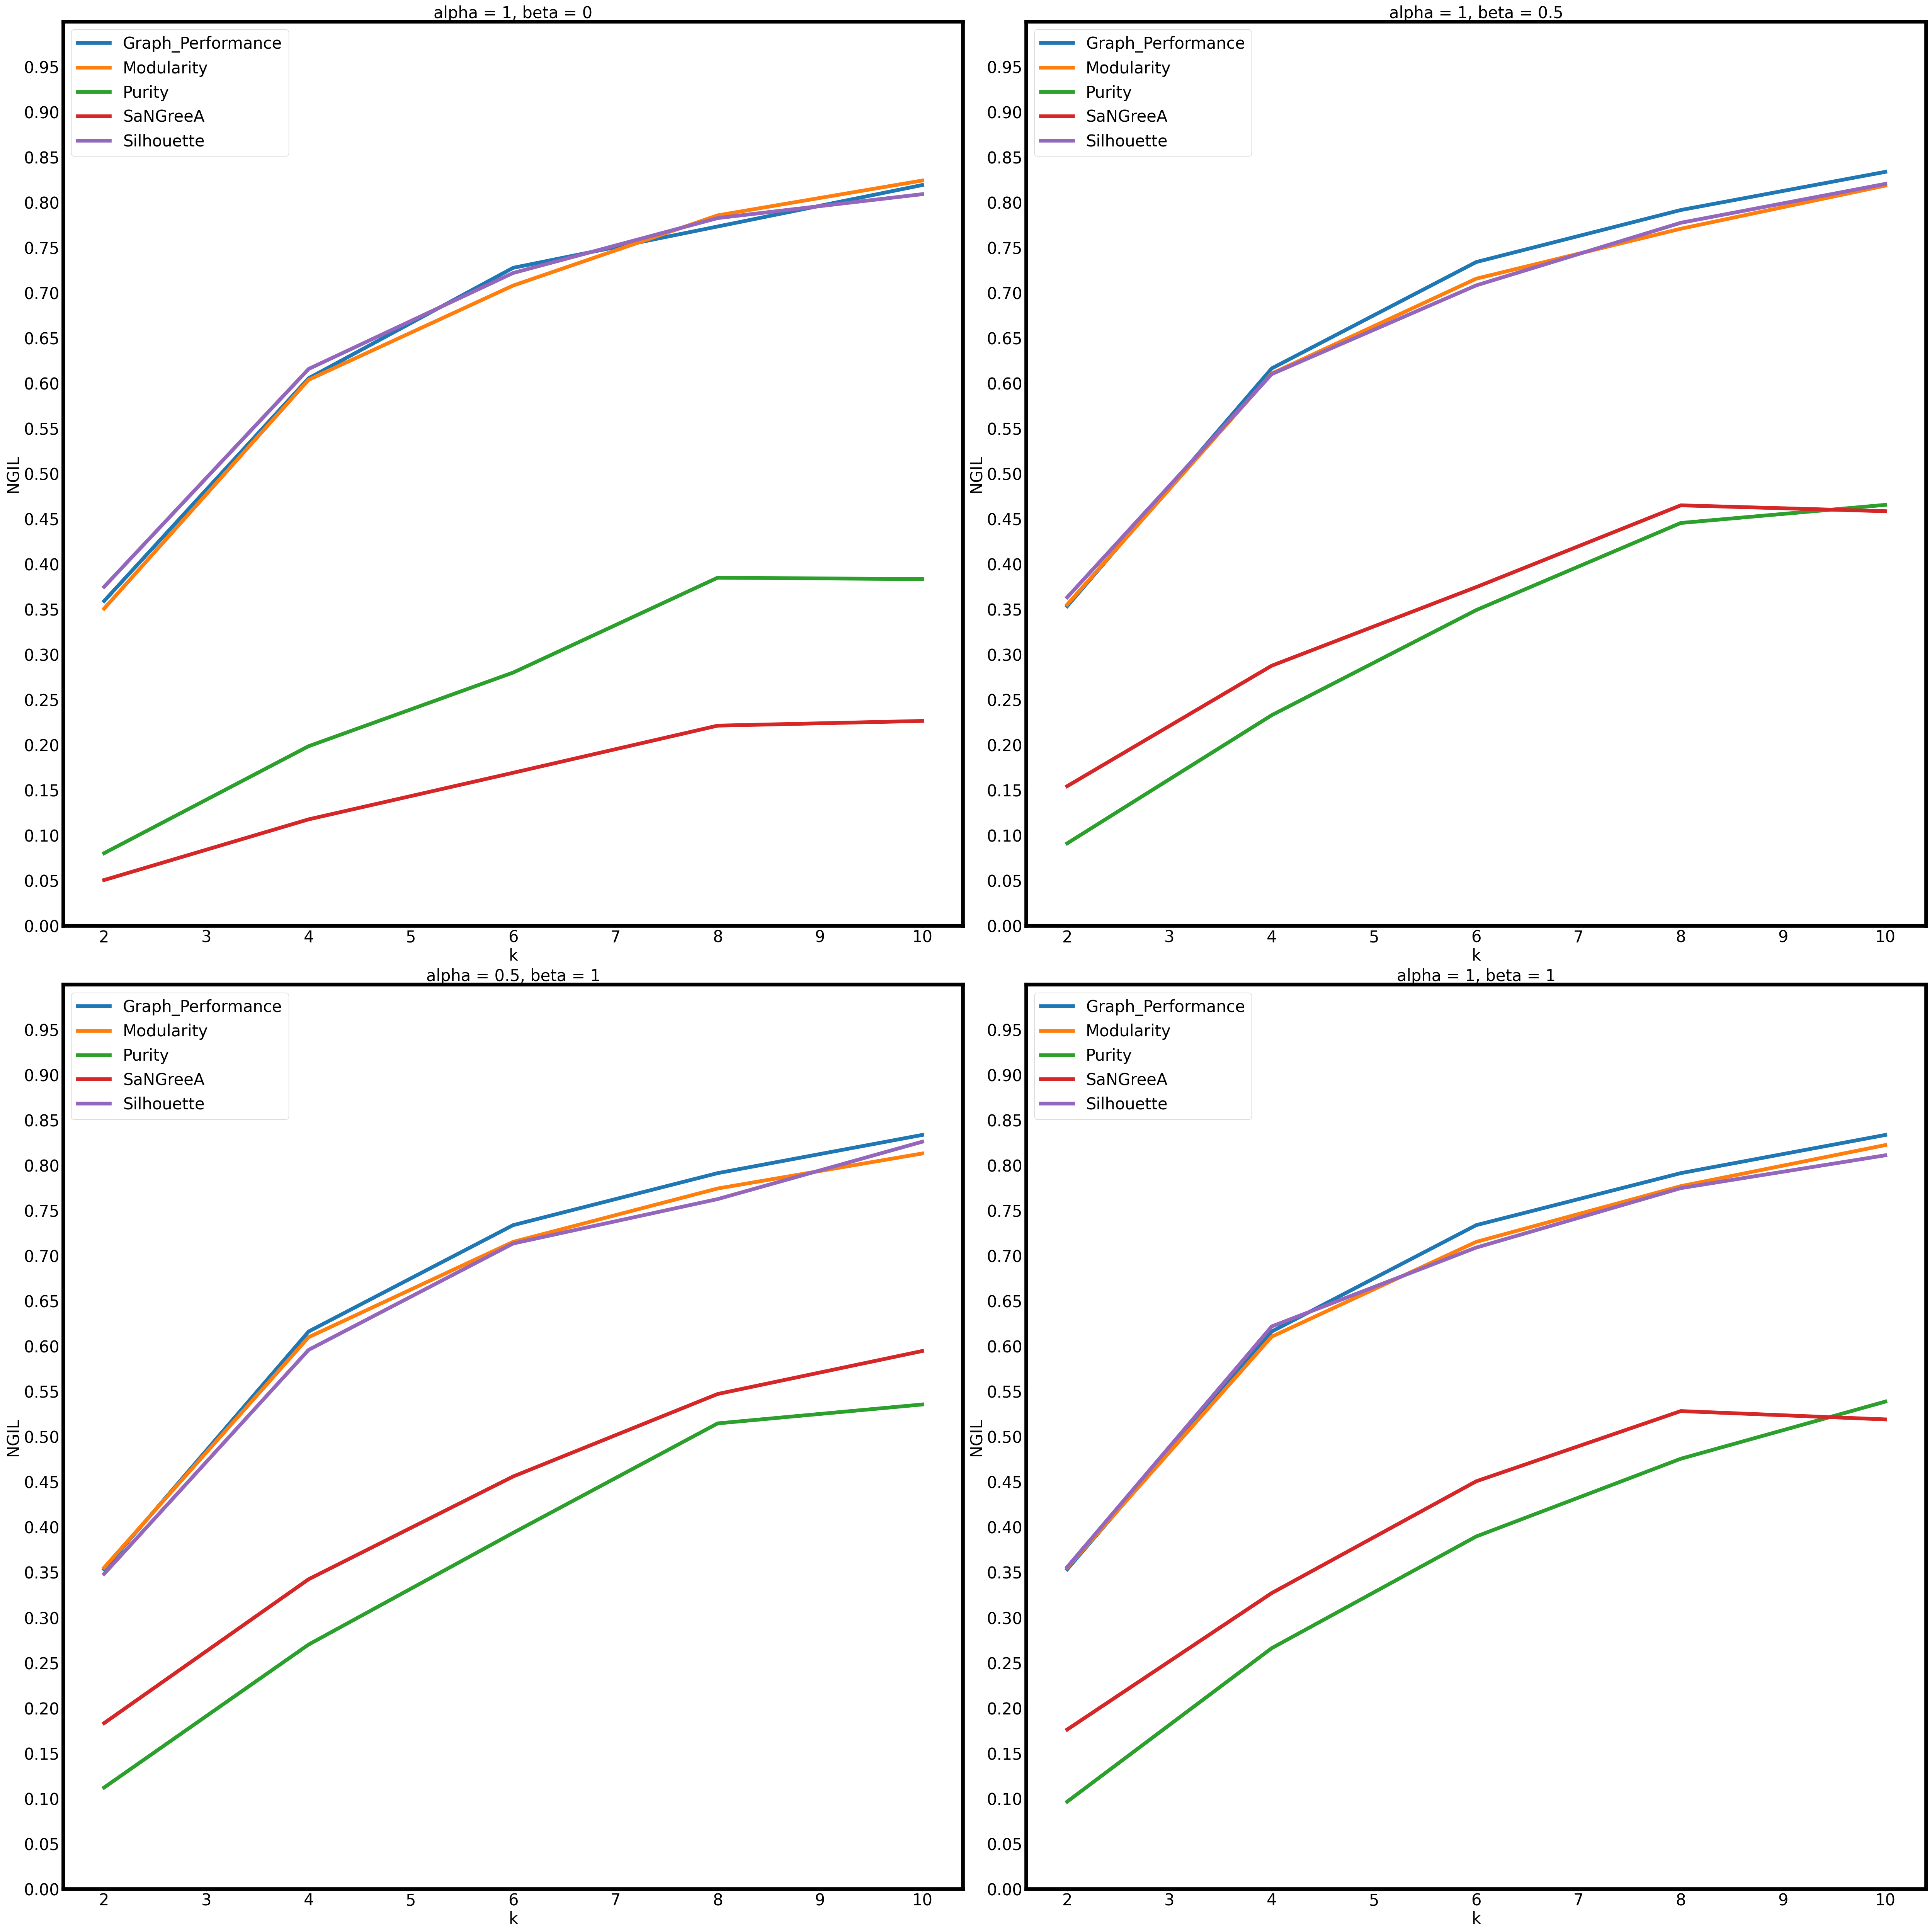 alpha = 1, beta = 0
Graph_Performance
Modularity
Purity
SaNGreeA
Silhouette
0.95
0.90
0.85
0.80
0.75
0.70
0.65
0.60
0.55
0.50
0.45
0.40
0.35
0.30
0.25
0.20
0.15
0.10
0.05
0.00
NGIL
2 3 4 5 6 7 8 9 10
k
alpha = 1, beta = 0.5
Graph_Performance
Modularity
Purity
SaNGreeA
Silhouette
0.95
0.90
0.85
0.80
0.75
0.70
0.65
0.60
0.55
0.50
0.45
0.40
0.35
0.30
0.25
0.20
0.15
0.10
0.05
0.00
NGIL
2 3 4 5 6 7 8 9 10
k
alpha = 0.5, beta = 1
Graph_Performance
Modularity
Purity
SaNGreeA
Silhouette
0.95
0.90
0.85
0.80
0.75
0.70
0.65
0.60
0.55
0.50
0.45
0.40
0.35
0.30
0.25
0.20
0.15
0.10
0.05
0.00
NGIL
2 3 4 5 6 7 8 9 10
k
alpha = 1, beta = 1
Graph_Performance
Modularity
Purity
SaNGreeA
Silhouette
0.95
0.90
0.85
0.80
0.75
0.70
0.65
0.60
0.55
0.50
0.45
0.40
0.35
0.30
0.25
0.20
0.15
0.10
0.05
0.00
NGIL
2 3 4 5 6 7 8 9 10
k